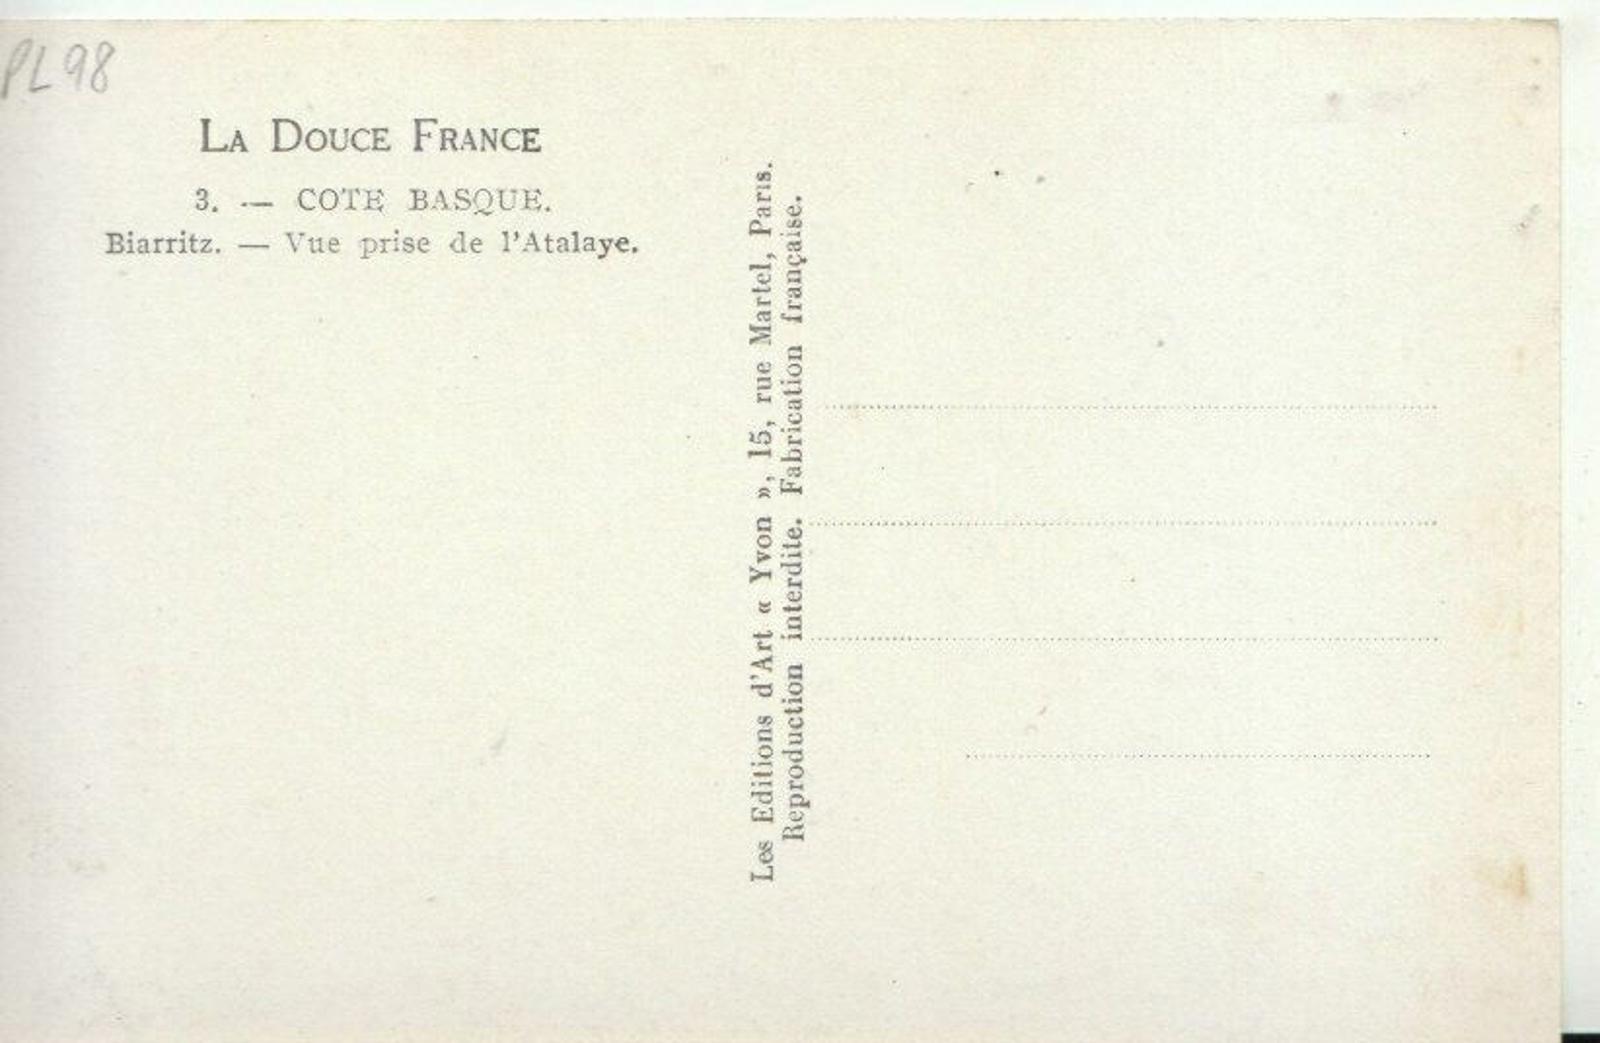 PL98
LA DOUCE FRANCE
3. — COTE BASQUE.
Biarritz. — Vue prise de l'Atalaye.
Les Editions d'Art « Yvon », 15, rue Martel, Paris.
Reproduction interdite. Fabrication française.